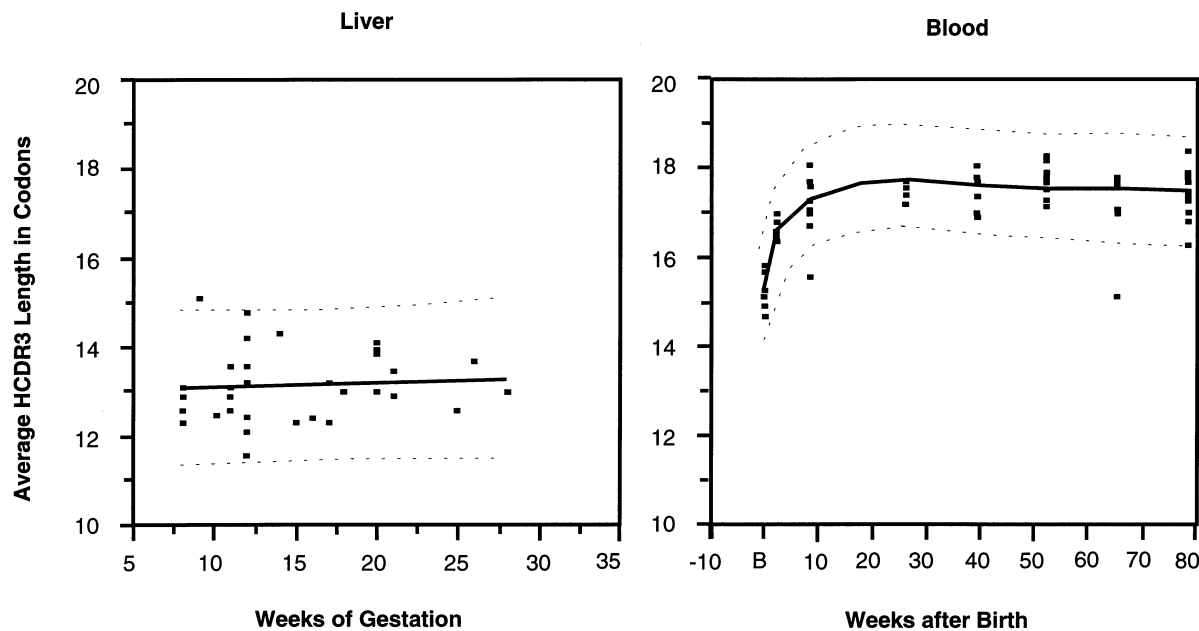 Liver
Blood
Average HCDR3 Length in Codons
20
18
16
14
12
10
5 10 15 20 25 30 35
Weeks of Gestation
20
18
16
14
12
10
-10 B 10 20 30 40 50 60 70 80
Weeks after Birth